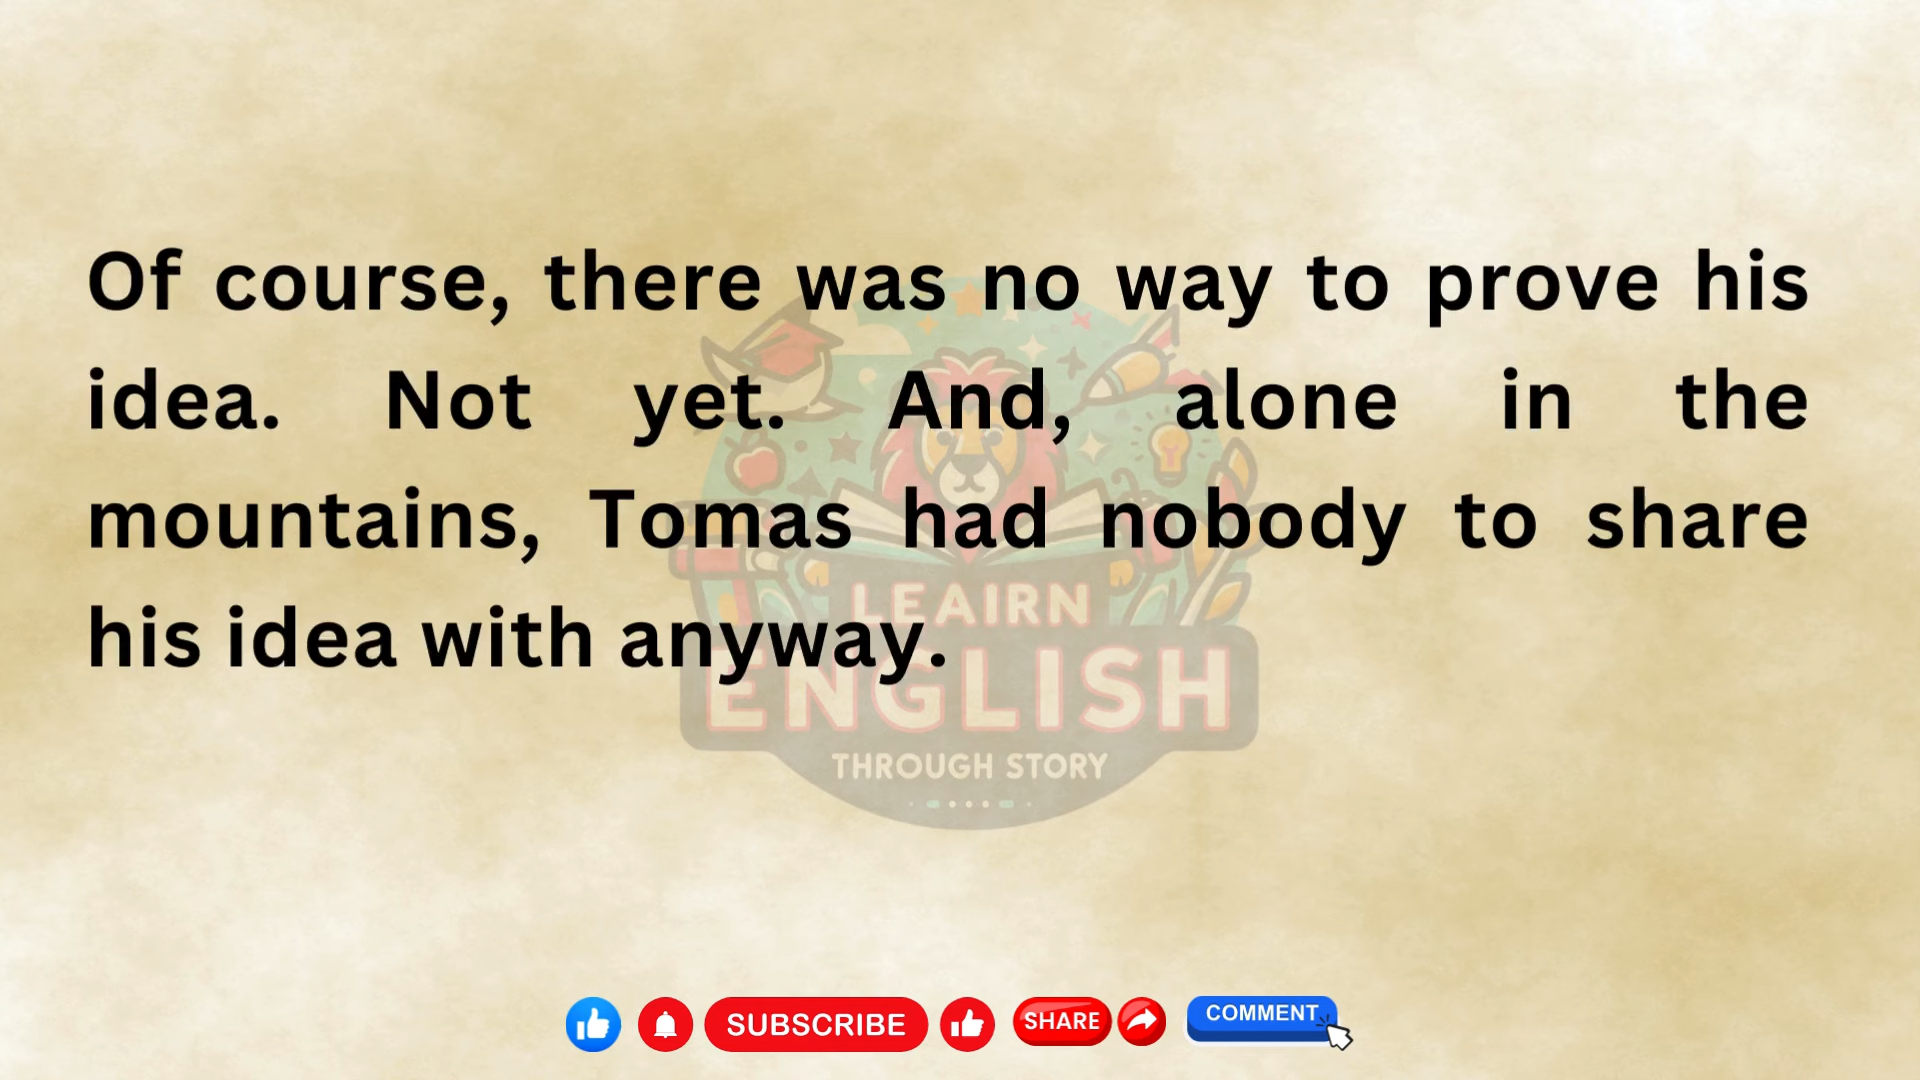 Of course, there was no way to prove his
idea. Not yet. And, alone in the
mountains, Tomas had nobody to share
his idea with anyway.
LEAIRN
ENGLISH
THROUGH STORY
SUBSCRIBE
SHARE
COMMENT